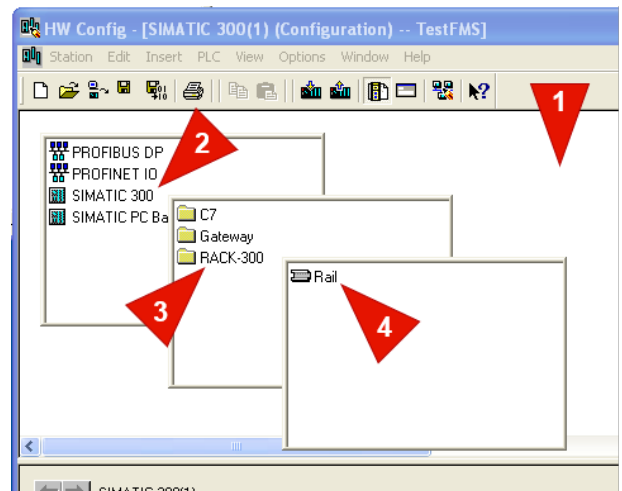 HW Config - [SIMATIC 300(1) (Configuration) -- TestFMS]
Station Edit Insert PLC View Options Window Help
1
2
PROFIBUS DP
PROFINET IO
SIMATIC 300
SIMATIC PC Ba
C7
Gateway
RACK-300
3
Rail
4
SIMATIC 300(1)